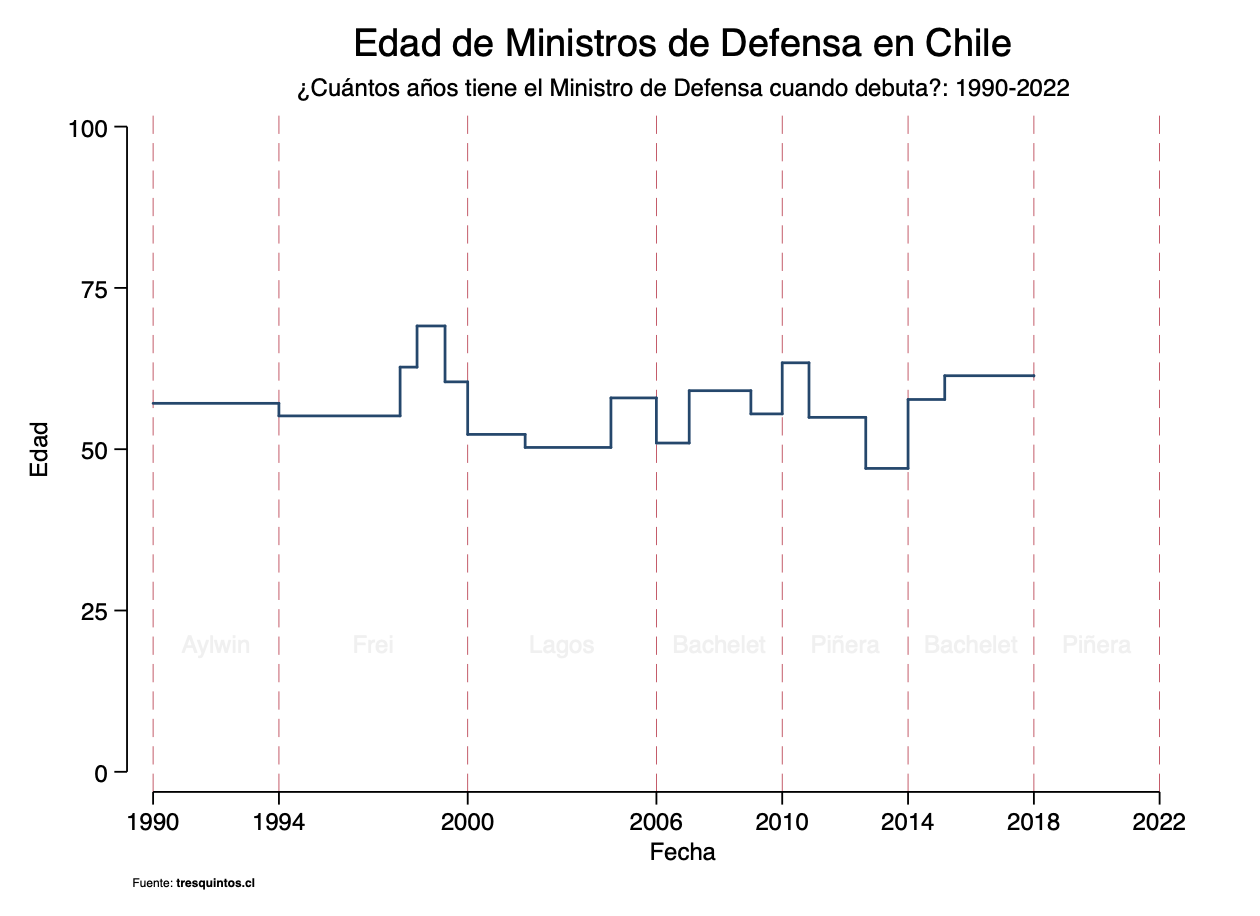 Edad de Ministros de Defensa en Chile
¿Cuántos años tiene el Ministro de Defensa cuando debuta?: 1990-2022
100
75
50
25
0
Edad
Aylwin Frei Lagos Bachelet Piñera Bachelet Piñera
1990 1994 2000 2006 2010 2014 2018 2022
Fecha
Fuente: tresquintos.cl